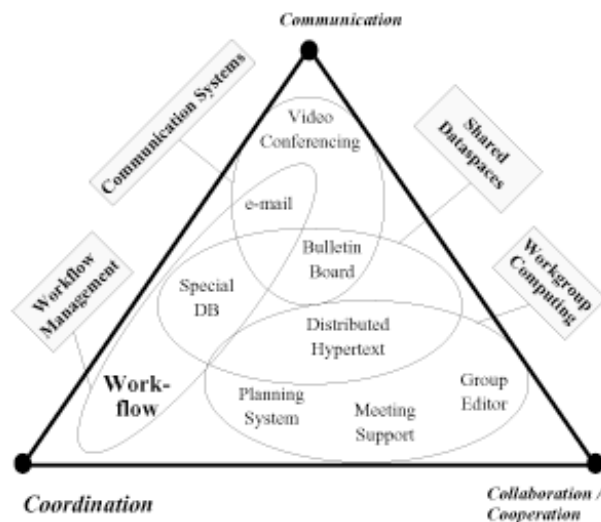 Communication
Communication Systems
Shared
Dataspaces
Video
Conferencing
e-mail
Bulletin
Board
Workflow
Management
Workgroup
Computing
Special
DB
Distributed
Hypertext
Work-
flow
Planning
System
Meeting
Support
Group
Editor
Coordination
Collaboration /
Cooperation